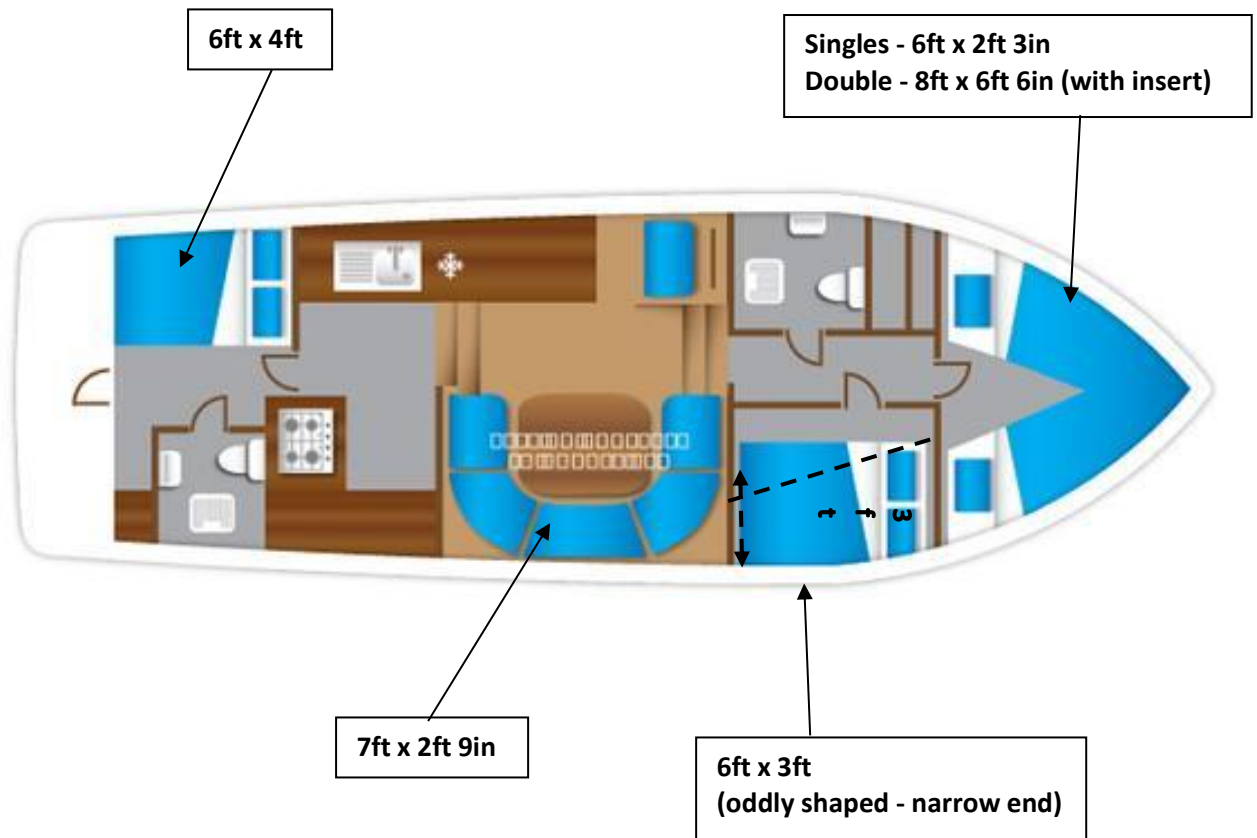 6ft x 4ft
Singles - 6ft x 2ft 3in
Double - 8ft x 6ft 6in (with insert)
3ft
7ft x 2ft 9in
6ft x 3ft
(oddly shaped - narrow end)